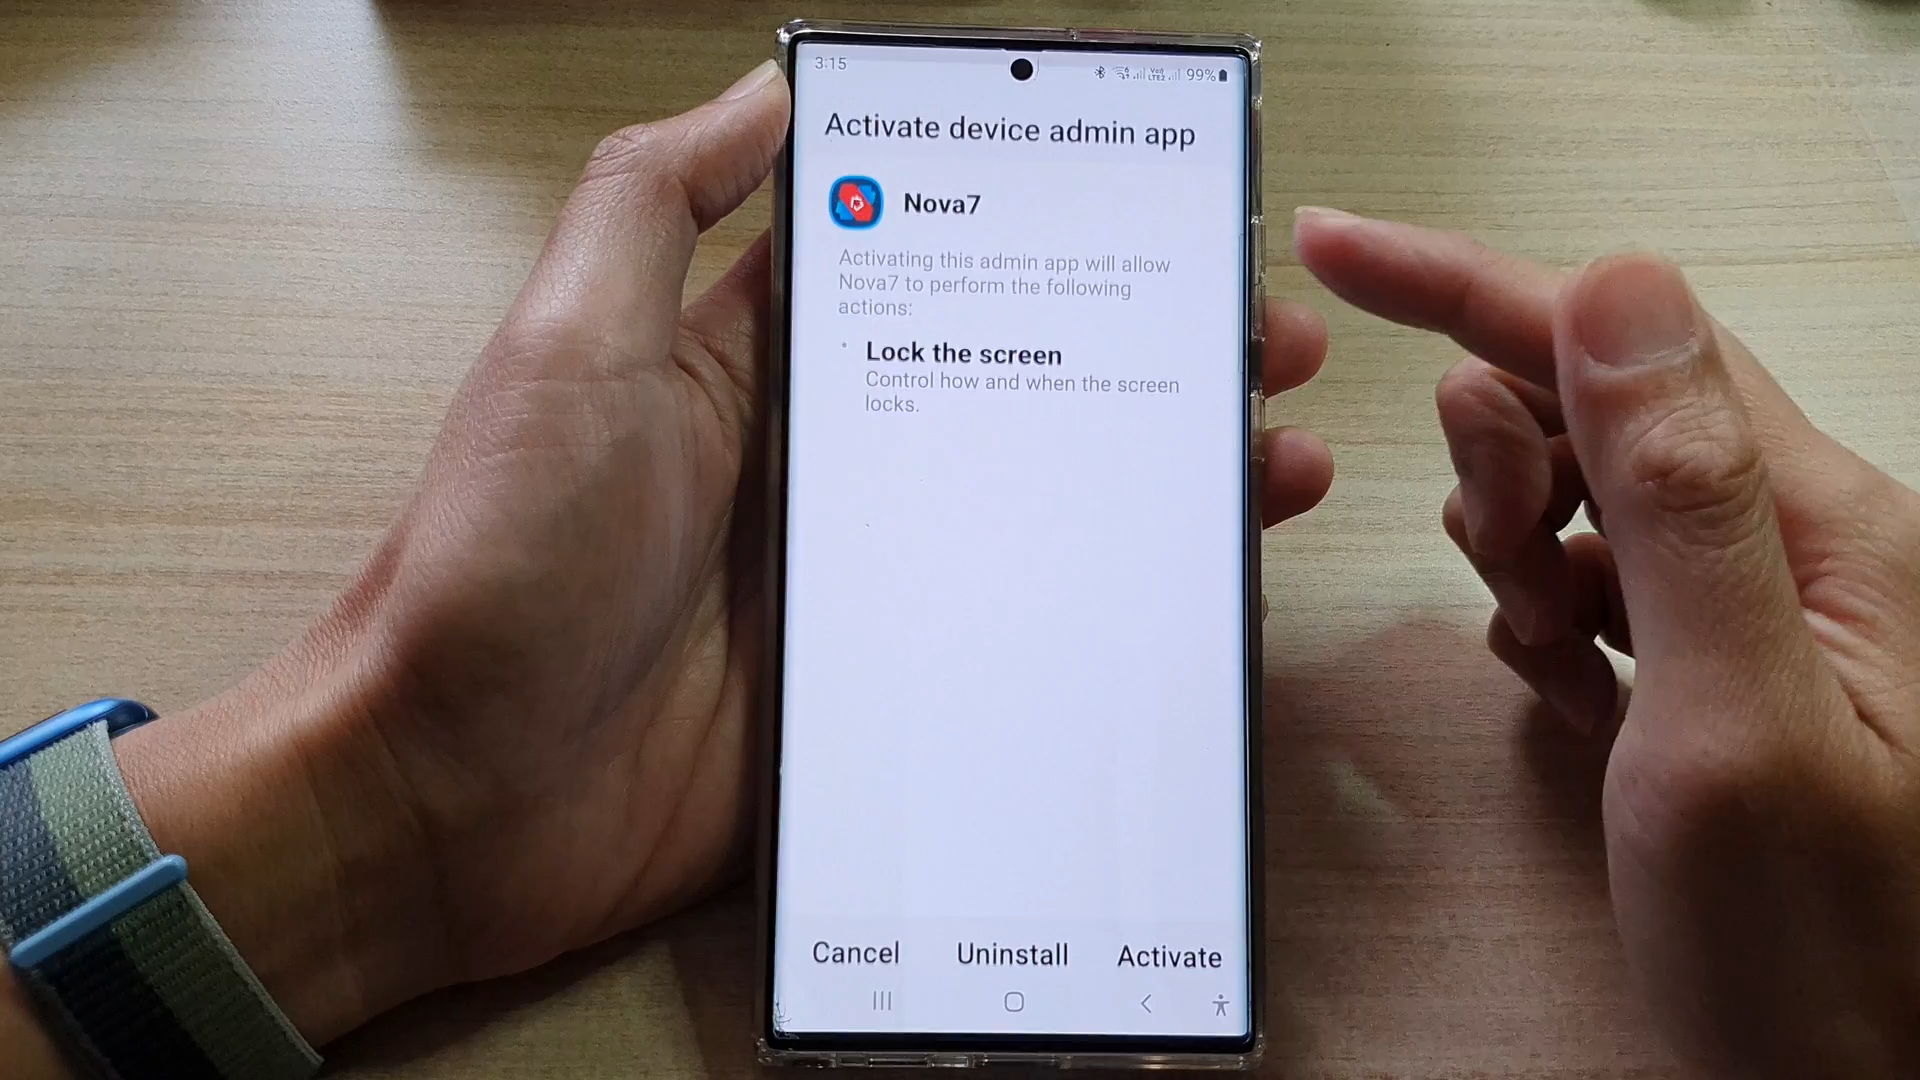 3:15
99%
Activate device admin app
Nova7
Activating this admin app will allow
Nova7 to perform the following
actions:
Lock the screen
Control how and when the screen
locks.
Cancel Uninstall Activate